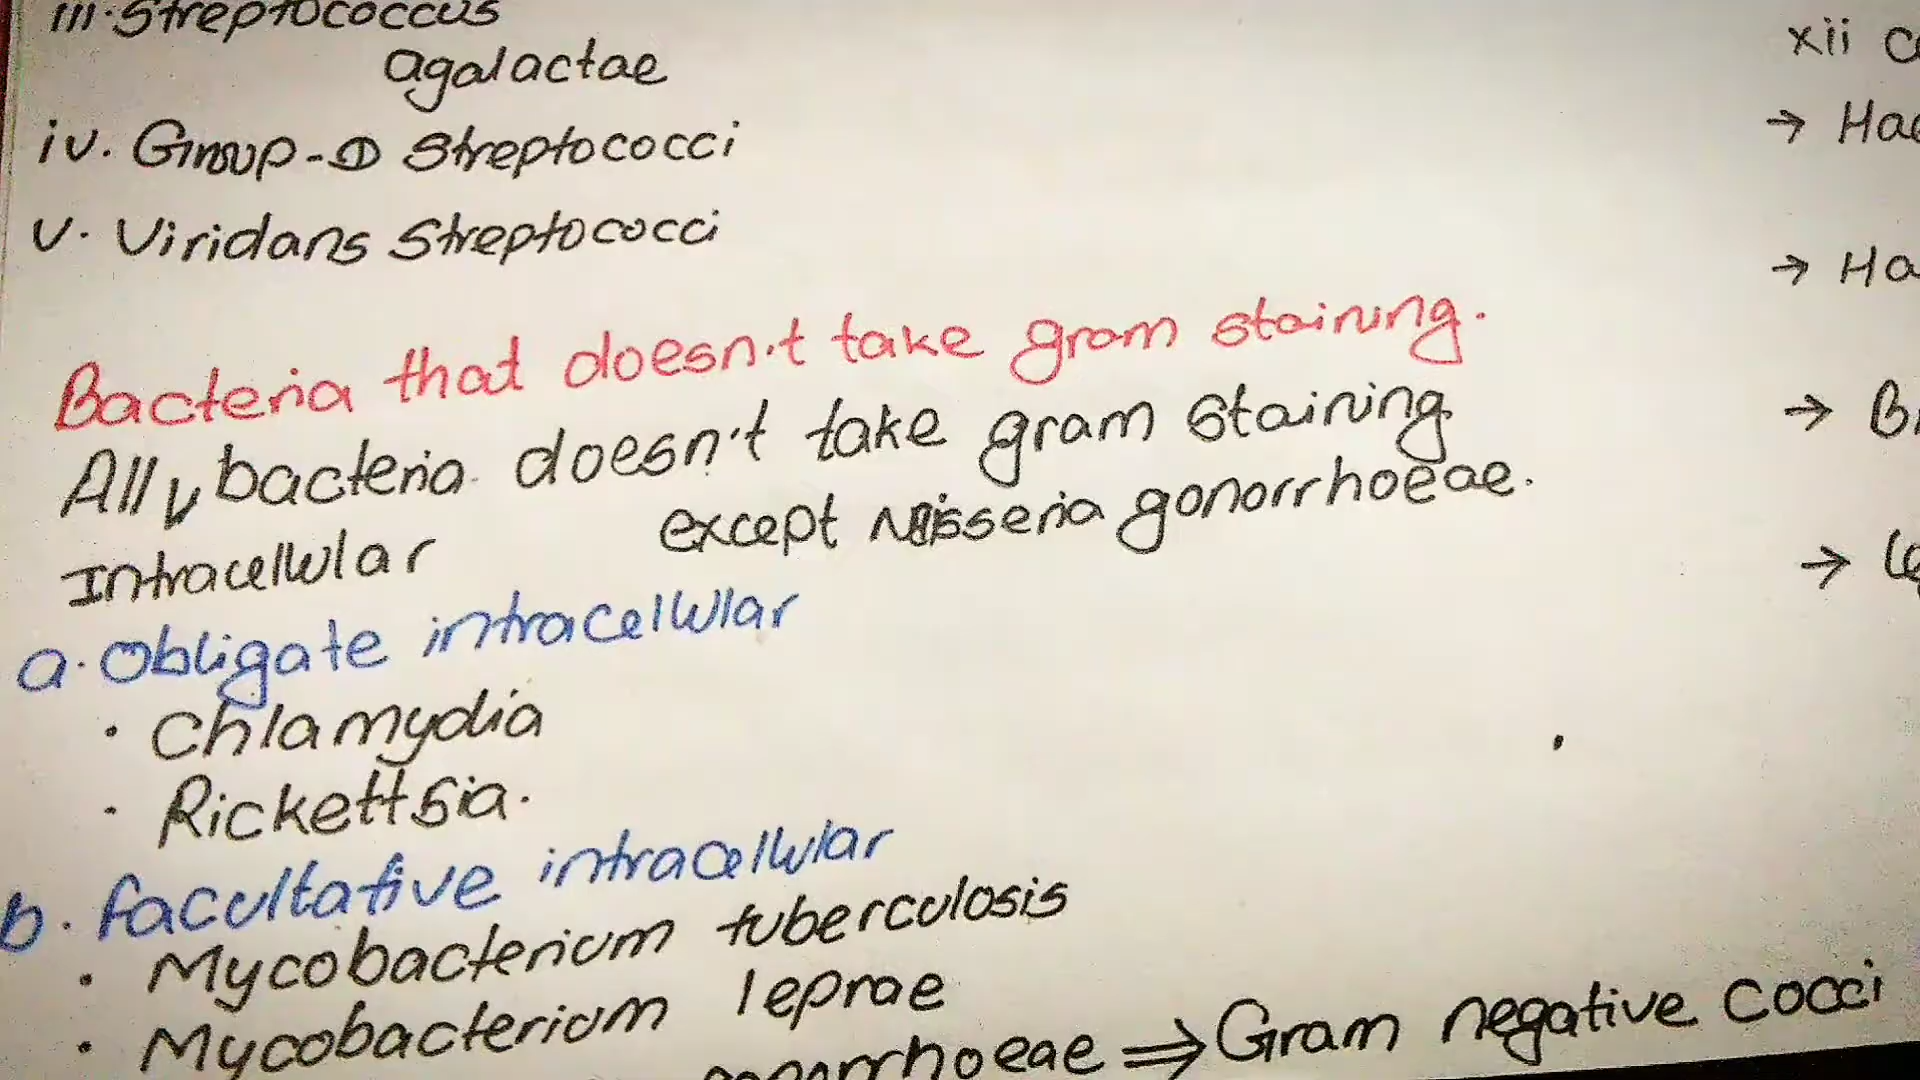 iii. Streptococcus
agalactae
iv. Group-D Streptococci
v. Viridans Streptococci
Bacteria that doesn't take gram staining.
All bacteria doesn't take gram staining
Intracellular
except Neisseria gonorrhoeae.
a. Obligate intracellular
• Chlamydia
• Rickettsia.
b. facultative intracellular
• Mycobacterium tuberculosis
• Mycobacterium leprae
gonorrhoeae ⇒ Gram negative cocci
xii
→
→
→
→